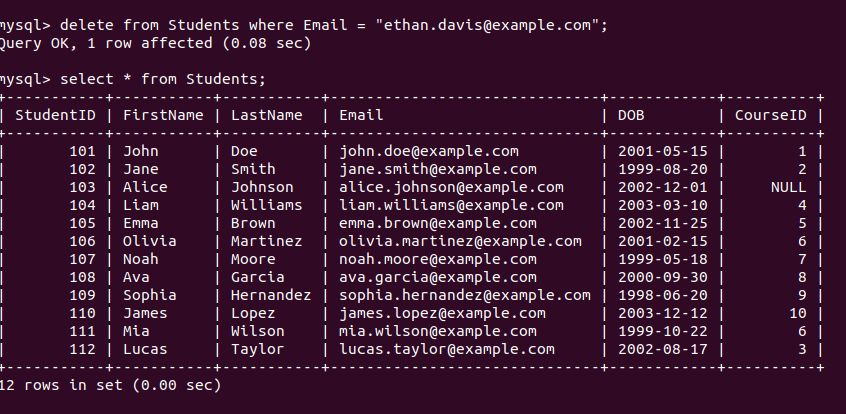 mysql> delete from Students where Email = "ethan.davis@example.com";
Query OK, 1 row affected (0.08 sec)
mysql> select * from Students;
+-----------+-----------+-----------+------------------------------+------------+----------+
| StudentID | FirstName | LastName  | Email                        | DOB        | CourseID |
+-----------+-----------+-----------+------------------------------+------------+----------+
|       101 | John      | Doe       | john.doe@example.com         | 2001-05-15 |        1 |
|       102 | Jane      | Smith     | jane.smith@example.com       | 1999-08-20 |        2 |
|       103 | Alice     | Johnson   | alice.johnson@example.com    | 2002-12-01 |     NULL |
|       104 | Liam      | Williams  | liam.williams@example.com    | 2003-03-10 |        4 |
|       105 | Emma      | Brown     | emma.brown@example.com       | 2002-11-25 |        5 |
|       106 | Olivia    | Martinez  | olivia.martinez@example.com  | 2001-02-15 |        6 |
|       107 | Noah      | Moore     | noah.moore@example.com       | 1999-05-18 |        7 |
|       108 | Ava       | Garcia    | ava.garcia@example.com       | 2000-09-30 |        8 |
|       109 | Sophia    | Hernandez | sophia.hernandez@example.com | 1998-06-20 |        9 |
|       110 | James     | Lopez     | james.lopez@example.com      | 2003-12-12 |       10 |
|       111 | Mia       | Wilson    | mia.wilson@example.com       | 1999-10-22 |        6 |
|       112 | Lucas     | Taylor    | lucas.taylor@example.com     | 2002-08-17 |        3 |
+-----------+-----------+-----------+------------------------------+------------+----------+
12 rows in set (0.00 sec)